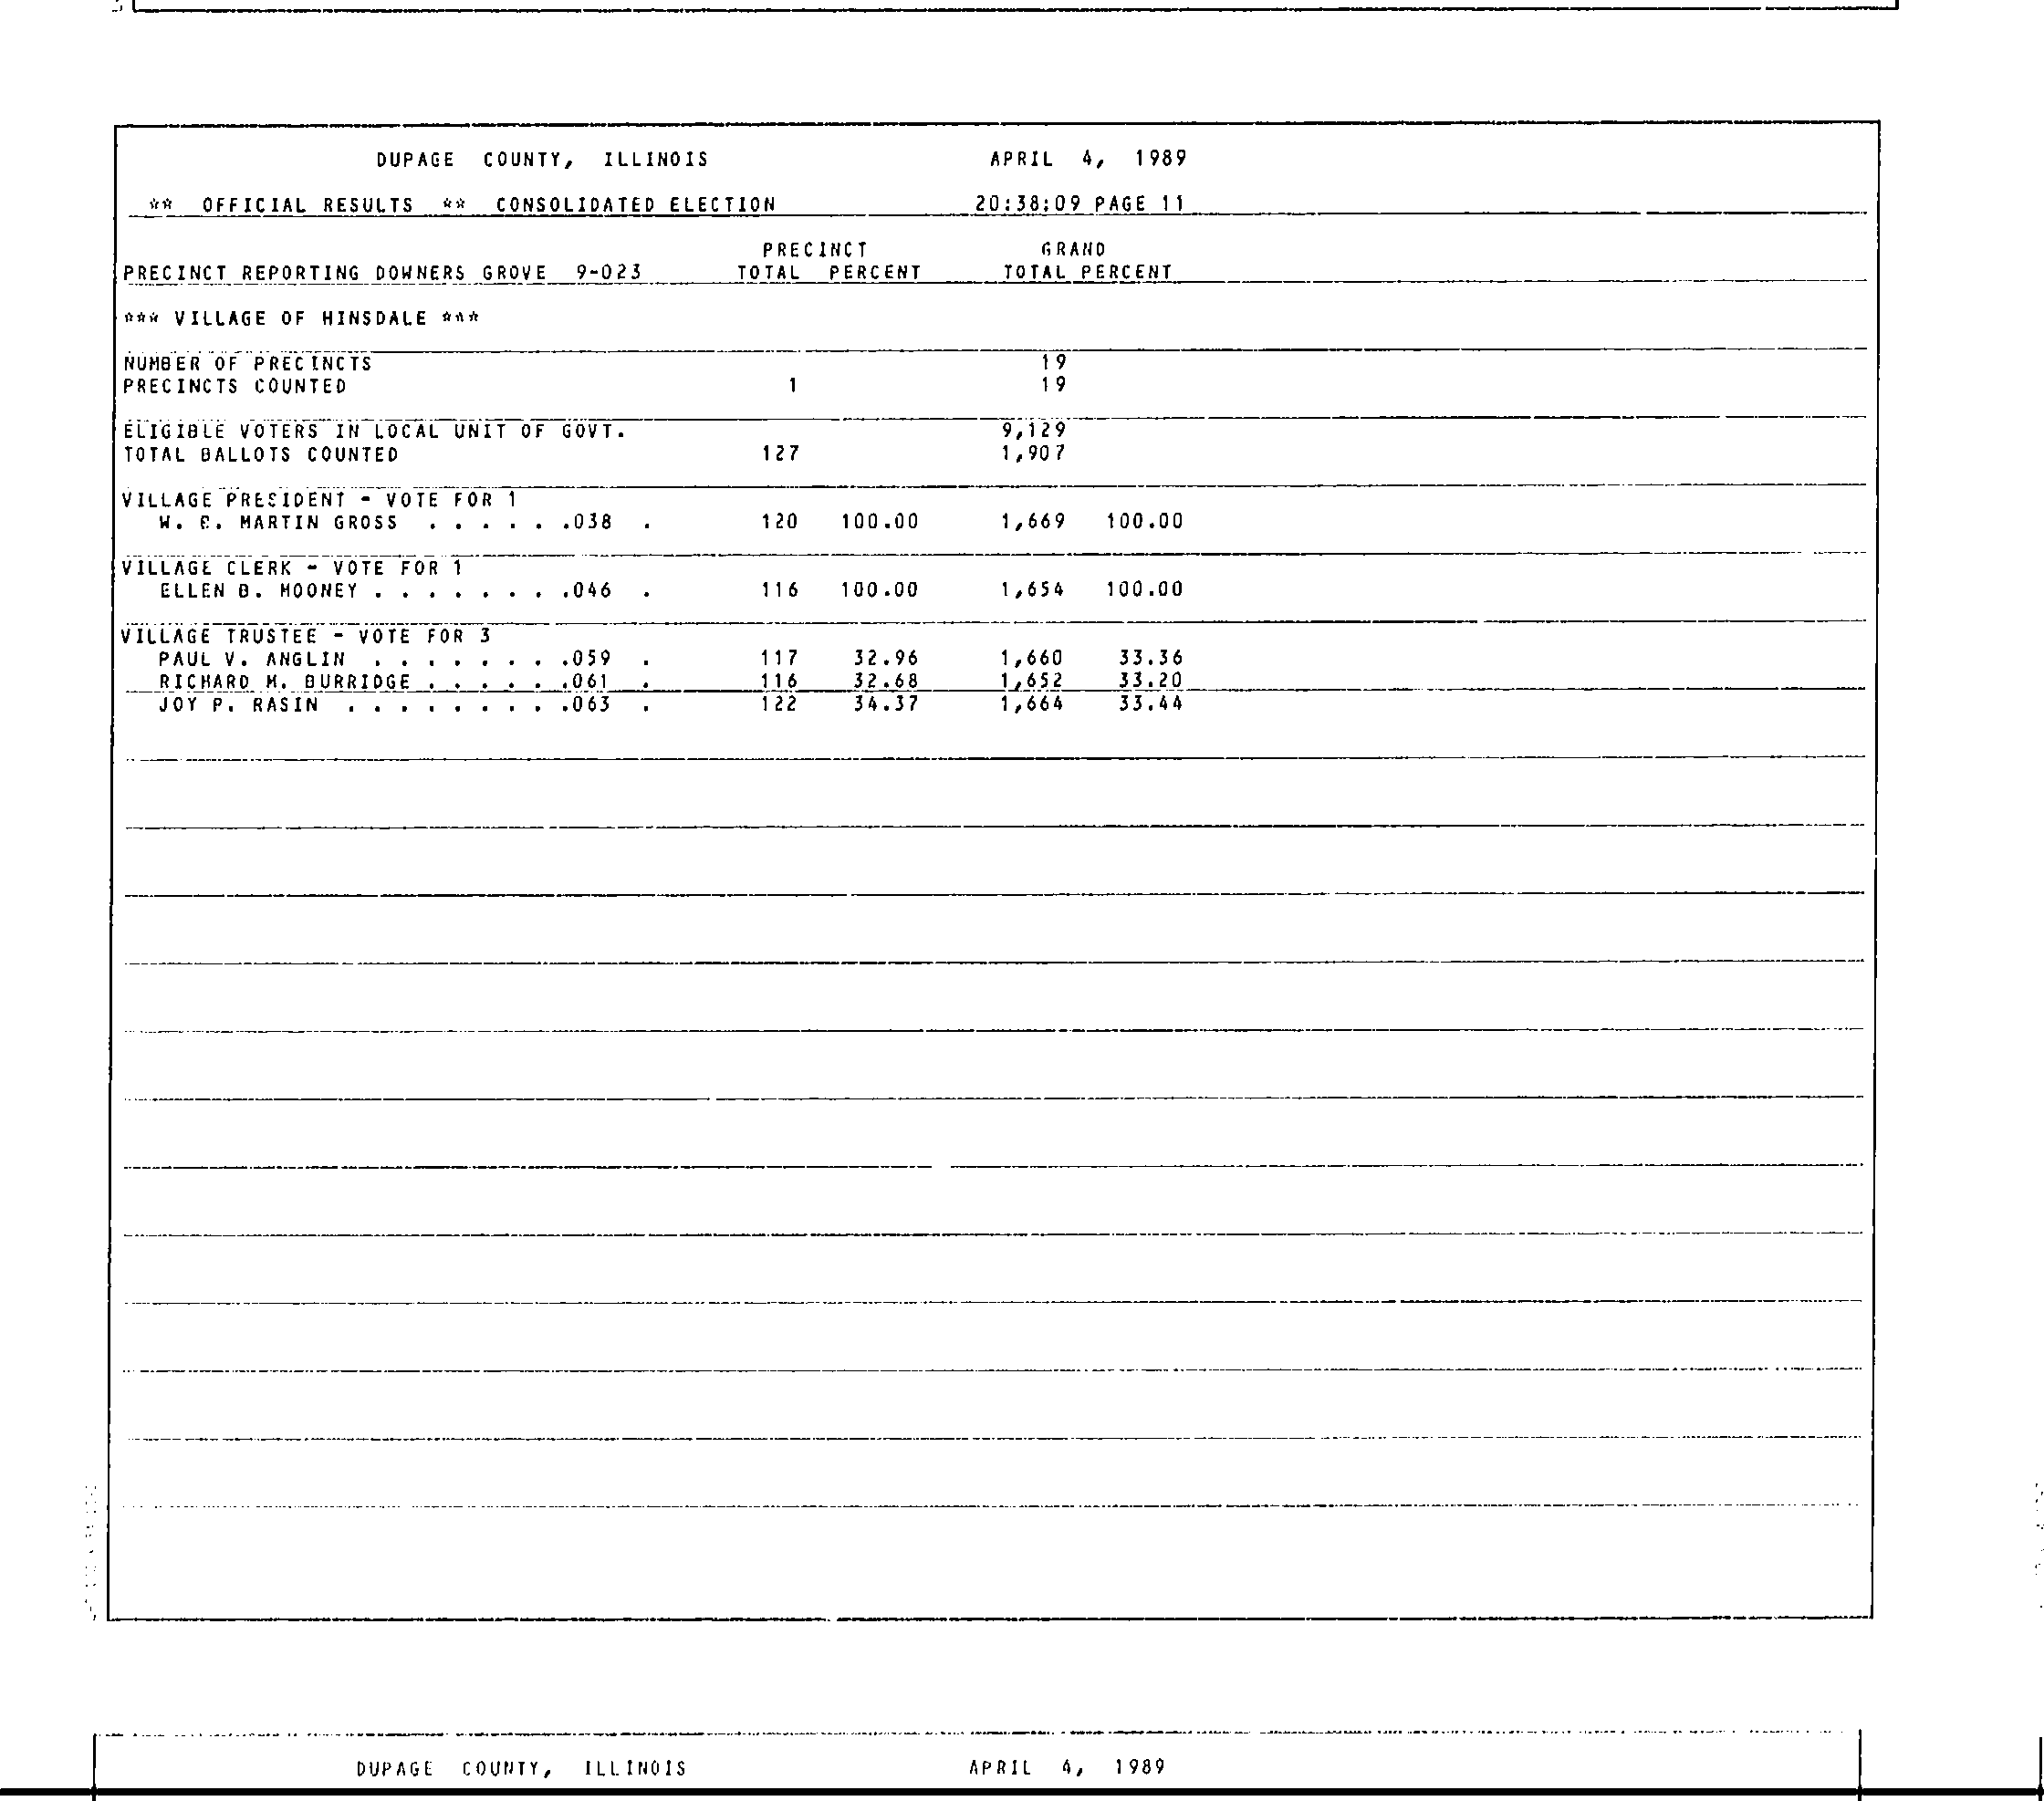 DUPAGE COUNTY, ILLINOIS APRIL 4, 1989
** OFFICIAL RESULTS ** CONSOLIDATED ELECTION 20:38:09 PAGE 11
PRECINCT GRAND
PRECINCT REPORTING DOWNERS GROVE 9-023 TOTAL PERCENT TOTAL PERCENT
*** VILLAGE OF HINSDALE ***
NUMBER OF PRECINCTS 19
PRECINCTS COUNTED 1 19
ELIGIBLE VOTERS IN LOCAL UNIT OF GOVT. 9,129
TOTAL BALLOTS COUNTED 127 1,907
VILLAGE PRESIDENT - VOTE FOR 1
W. MARTIN GROSS . . . . . .038 . 120 100.00 1,669 100.00
VILLAGE CLERK - VOTE FOR 1
ELLEN B. MOONEY . . . . . . . .046 . 116 100.00 1,654 100.00
VILLAGE TRUSTEE - VOTE FOR 3
PAUL V. ANGLIN . . . . . . . .059 . 117 32.96 1,660 33.36
RICHARD M. BURRIDGE . . . . . .061 . 116 32.68 1,652 33.20
JOY P. RASIN . . . . . . . . .063 . 122 34.37 1,664 33.44
DUPAGE COUNTY, ILLINOIS APRIL 4, 1989